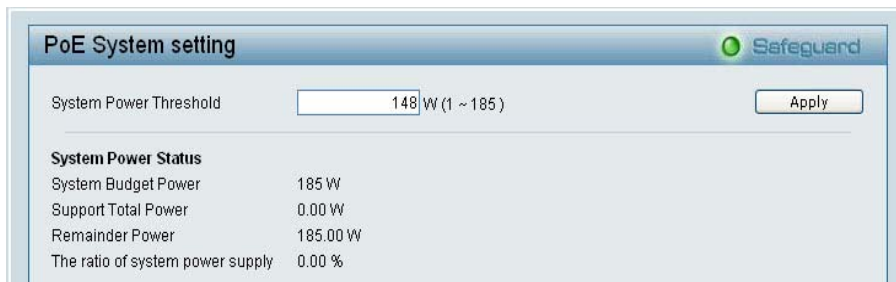 PoE System setting Safeguard
System Power Threshold 148 W (1 ~ 185 ) Apply
System Power Status
System Budget Power 185 W
Support Total Power 0.00 W
Remainder Power 185.00 W
The ratio of system power supply 0.00 %